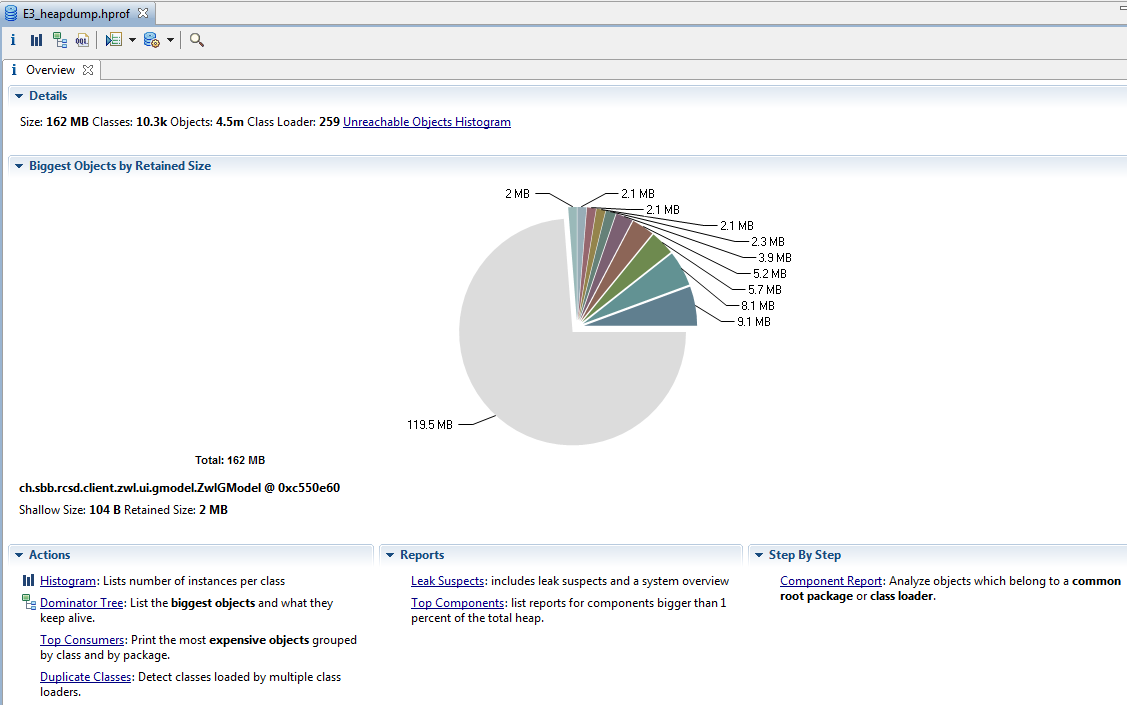 E3_heapdump.hprof
i OQL
i Overview
Details
Size: 162 MB Classes: 10.3k Objects: 4.5m Class Loader: 259 Unreachable Objects Histogram
Biggest Objects by Retained Size
2 MB
2.1 MB
2.1 MB
2.1 MB
2.3 MB
3.9 MB
5.2 MB
5.7 MB
8.1 MB
9.1 MB
119.5 MB
Total: 162 MB
ch.sbb.rcsd.client.zwl.ui.gmodel.ZwlGModel @ 0xc550e60
Shallow Size: 104 B Retained Size: 2 MB
Actions
Histogram: Lists number of instances per class
Dominator Tree: List the biggest objects and what they
keep alive.
Top Consumers: Print the most expensive objects grouped
by class and by package.
Duplicate Classes: Detect classes loaded by multiple class
loaders.
Reports
Leak Suspects: includes leak suspects and a system overview
Top Components: list reports for components bigger than 1
percent of the total heap.
Step By Step
Component Report: Analyze objects which belong to a common
root package or class loader.